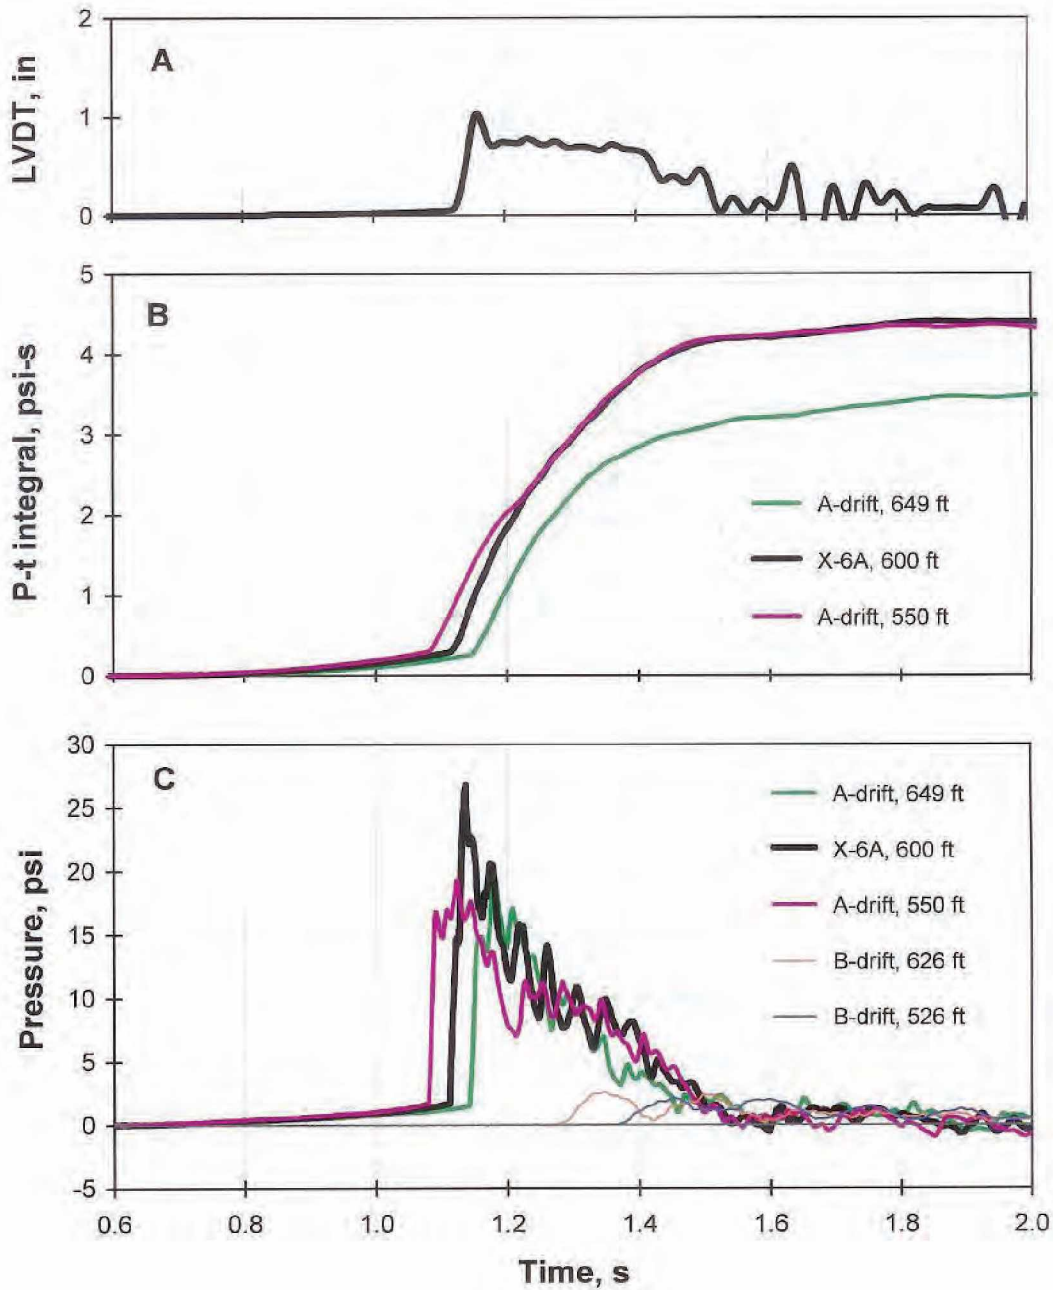 2
A
1
LVDT, in
0
5
B
4
3
P-t integral, psi-s
2
1
0
A-drift, 649 ft
X-6A, 600 ft
A-drift, 550 ft
30
C
25
20
15
Pressure, psi
10
5
0
-5
A-drift, 649 ft
X-6A, 600 ft
A-drift, 550 ft
B-drift, 626 ft
B-drift, 526 ft
0.6 0.8 1.0 1.2 1.4 1.6 1.8 2.0
Time, s